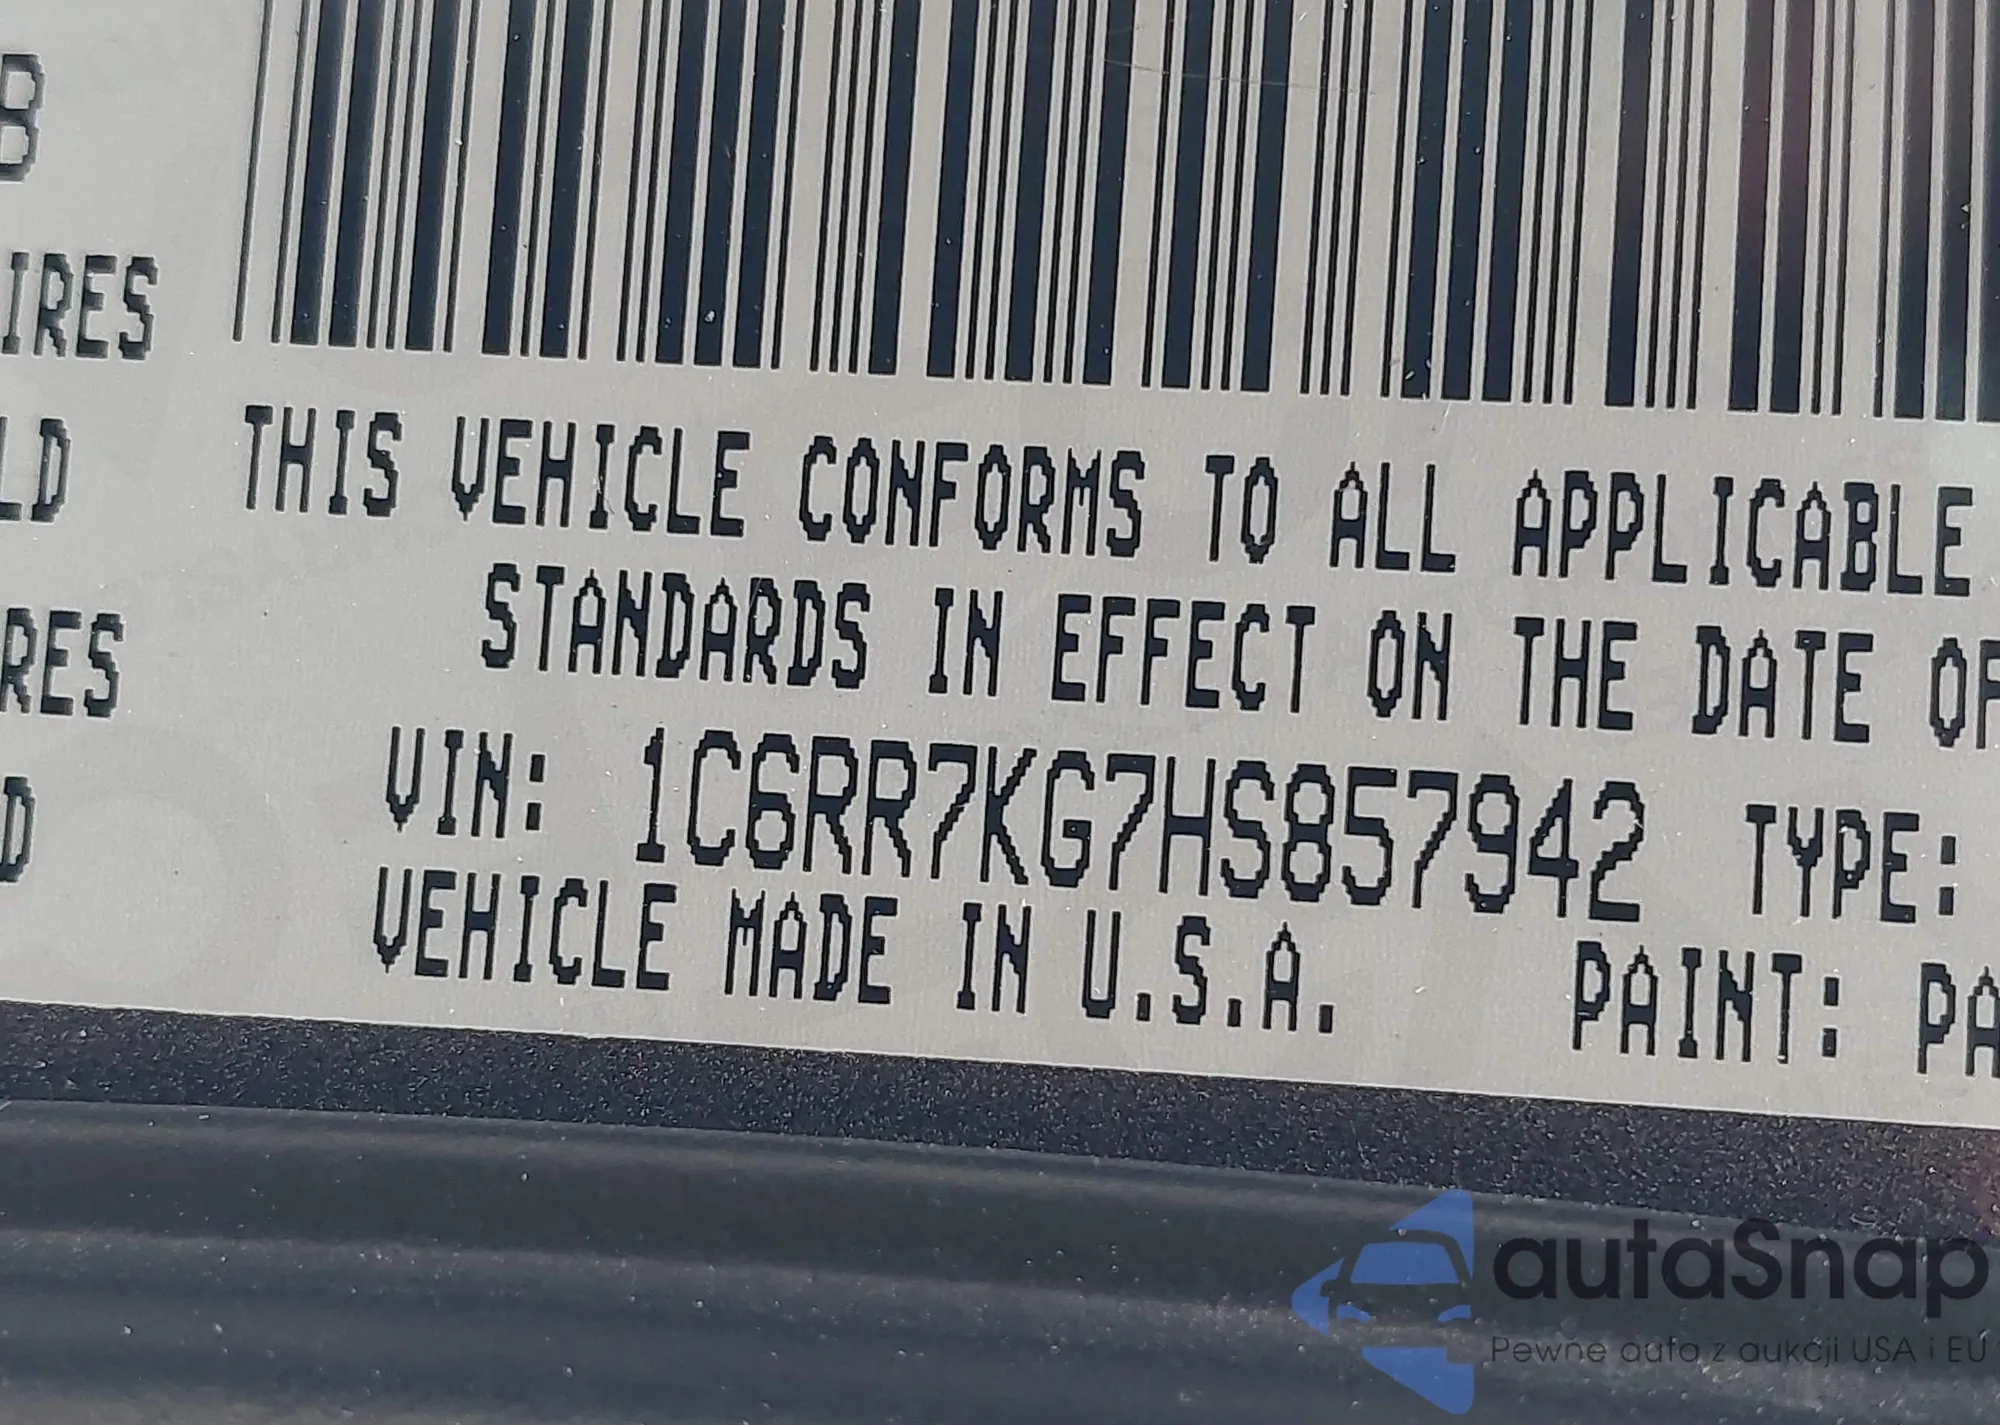 B
IRES
LD
RES
D
THIS VEHICLE CONFORMS TO ALL APPLICABLE
STANDARDS IN EFFECT ON THE DATE OF
VIN: 1C6RR7KG7HS857942 TYPE:
VEHICLE MADE IN U.S.A. PAINT: PA
autaSnap
Pewne auta z aukcji USA i EU